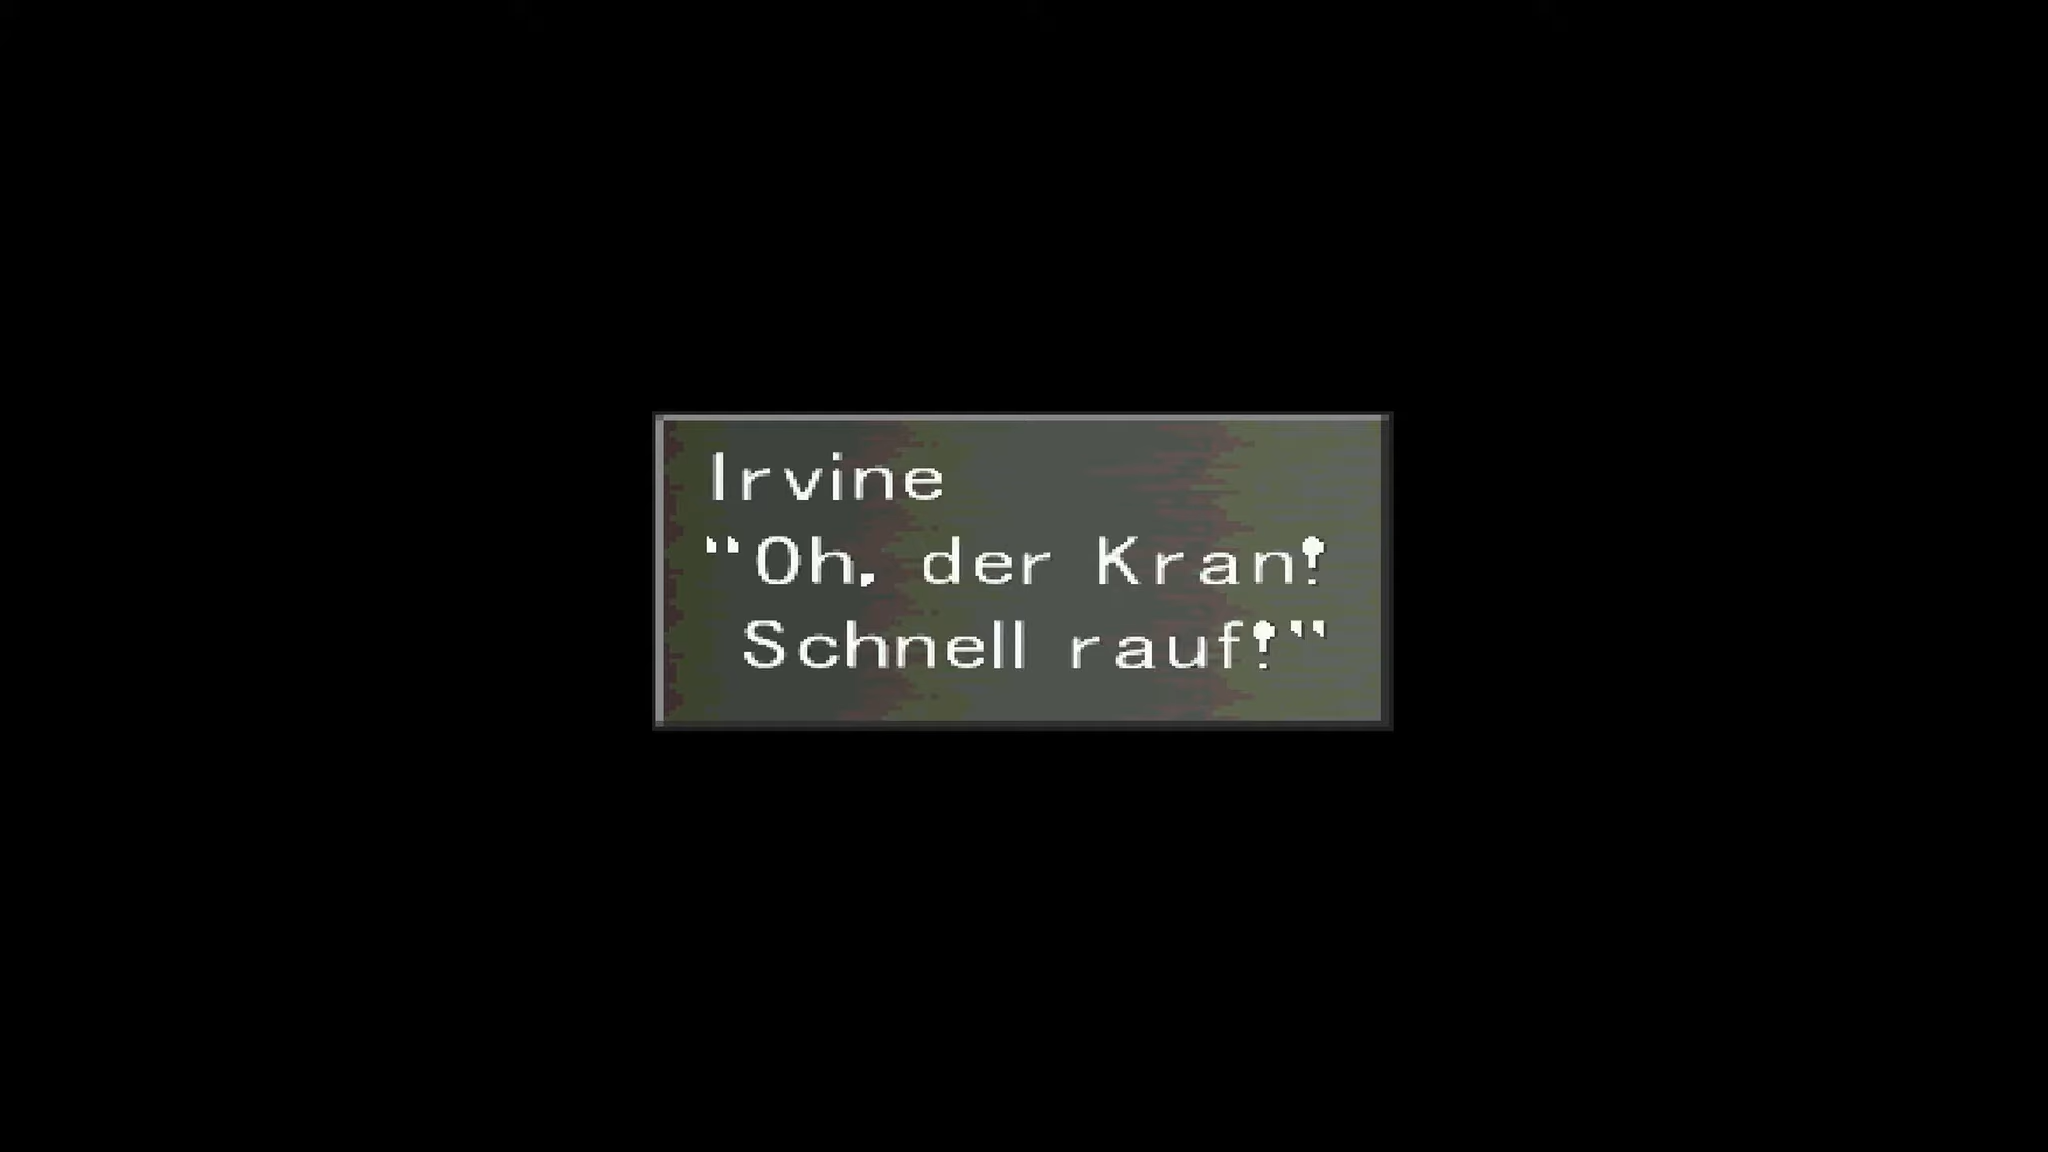 Irvine
“Oh, der Kran!
Schnell rauf!”